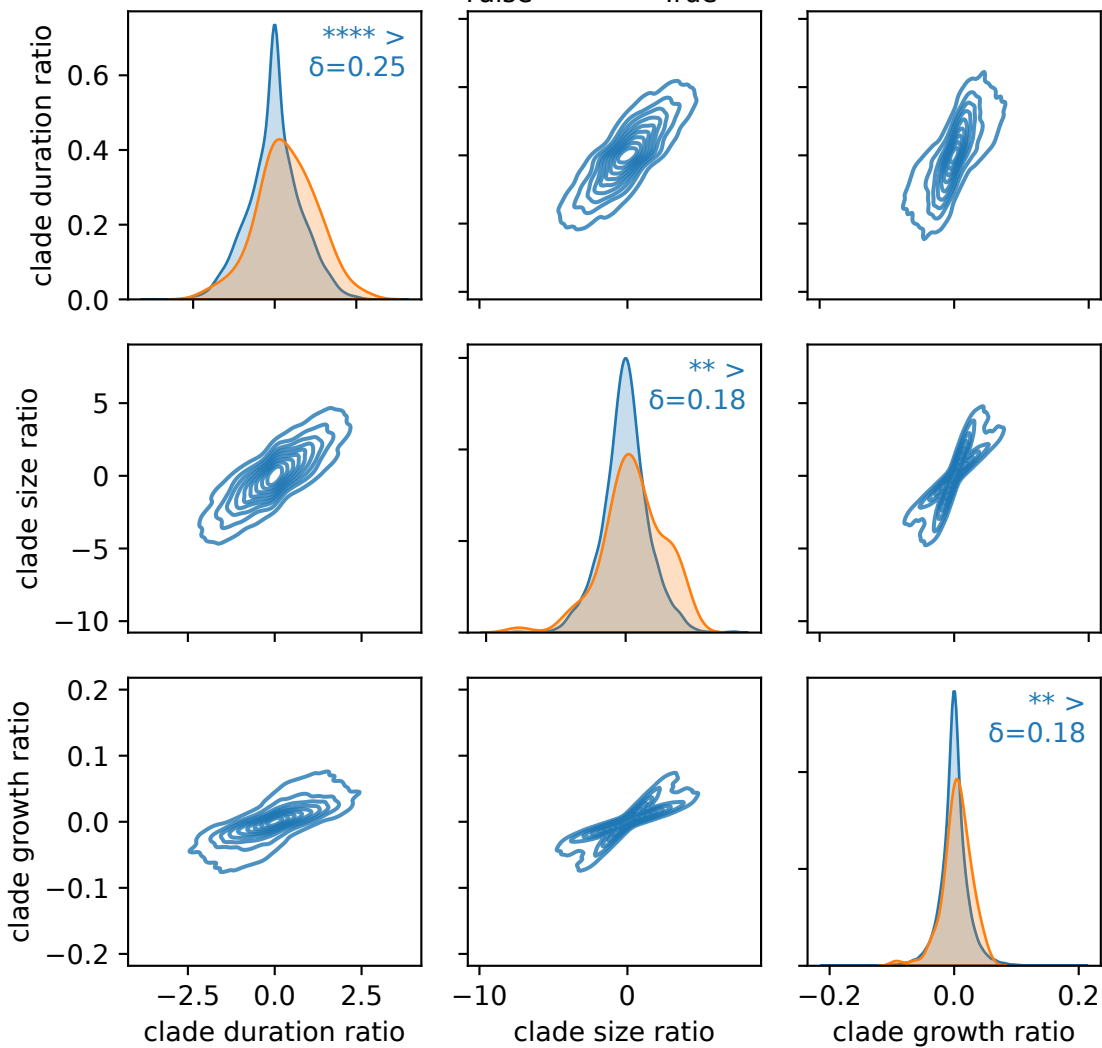 False True
clade duration ratio
0.6
0.4
0.2
0.0
**** >
δ=0.25
clade size ratio
5
0
−5
−10
** >
δ=0.18
clade growth ratio
0.2
0.1
0.0
−0.1
−0.2
** >
δ=0.18
−2.5 0.0 2.5
−10 0
−0.2 0.0 0.2
clade duration ratio
clade size ratio
clade growth ratio